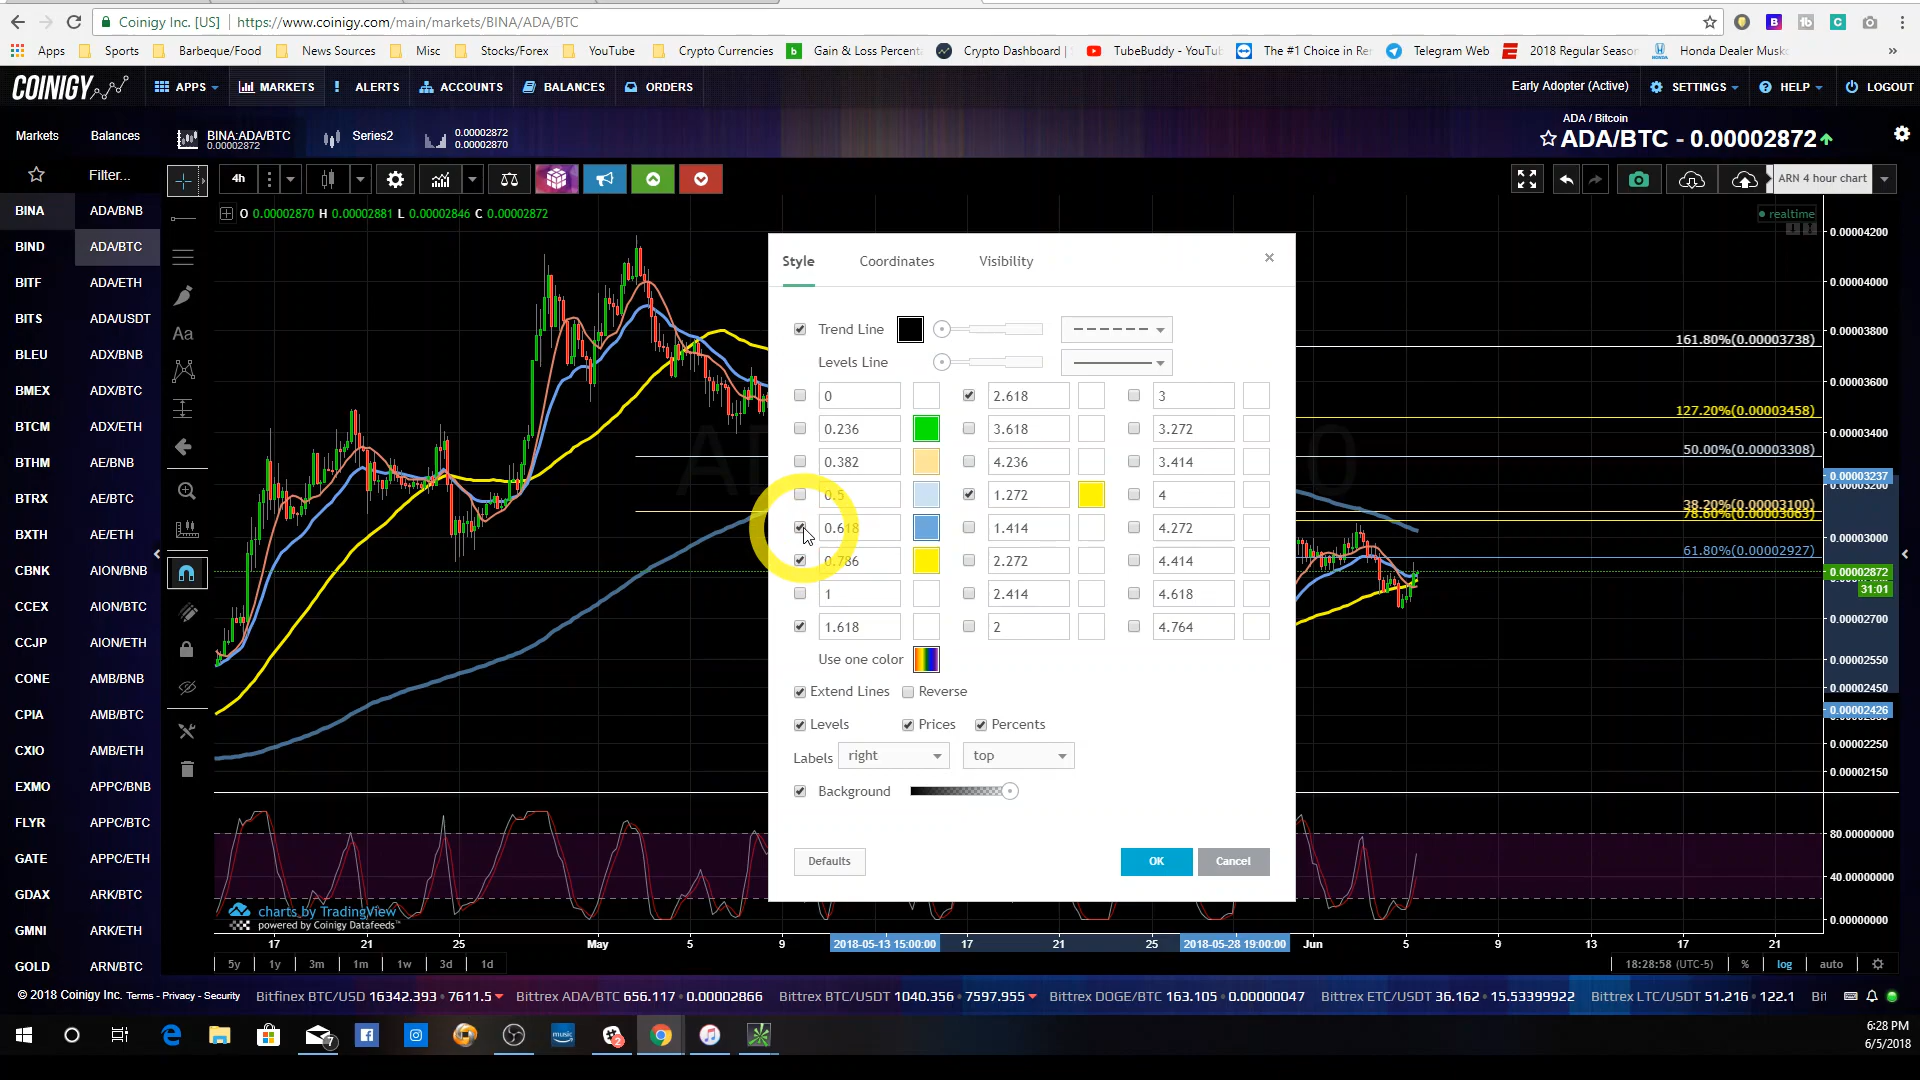 Coinigy Inc. [US] https://www.coinigy.com/main/markets/BINA/ADA/BTC
Apps Sports Barbeque/Food News Sources Misc Stocks/Forex YouTube Crypto Currencies Gain & Loss Percent Crypto Dashboard | TubeBuddy - YouTu The #1 Choice in Re Telegram Web 2018 Regular Season Honda Dealer Musk »
COINIGY APPS MARKETS ALERTS ACCOUNTS BALANCES ORDERS Early Adopter (Active) SETTINGS HELP LOGOUT
Markets Balances BINA:ADA/BTC 0.00002872 Series2 0.00002872 0.00002870
ADA / Bitcoin
ADA/BTC - 0.00002872
Filter... 4h ARN 4 hour chart
O 0.00002870 H 0.00002881 L 0.00002846 C 0.00002872 realtime
BINA ADA/BNB
BIND ADA/BTC
BITF ADA/ETH
BITS ADA/USDT
BLEU ADX/BNB
BMEX ADX/BTC
BTCM ADX/ETH
BTHM AE/BNB
BTRX AE/BTC
BXTH AE/ETH
CBNK AION/BNB
CCEX AION/BTC
CCJP AION/ETH
CONE AMB/BNB
CPIA AMB/BTC
CXIO AMB/ETH
EXMO APPC/BNB
FLYR APPC/BTC
GATE APPC/ETH
GDAX ARK/BTC
GMNI ARK/ETH
GOLD ARN/BTC
Aa
Style Coordinates Visibility ×
Trend Line
Levels Line
0 2.618 3
0.236 3.618 3.272
0.382 4.236 3.414
0.5 1.272 4
0.618 1.414 4.272
0.786 2.272 4.414
1 2.414 4.618
1.618 2 4.764
Use one color
Extend Lines Reverse
Levels Prices Percents
Labels right top
Background
Defaults OK Cancel
161.80%(0.00003738)
127.20%(0.00003458)
50.00%(0.00003308)
38.20%(0.00003100)
78.60%(0.00003063)
61.80%(0.00002927)
0.00004200
0.00004000
0.00003800
0.00003600
0.00003400
0.00003237
0.00003000
0.00002872
31:01
0.00002700
0.00002550
0.00002450
0.00002426
0.00002250
0.00002150
80.00000000
40.00000000
0.00000000
charts by TradingView
powered by Coinigy Datafeeds™
17 21 25 May 5 9 2018-05-13 15:00:00 17 21 25 2018-05-28 19:00:00 Jun 5 9 13 17 21
5y 1y 3m 1m 1w 3d 1d 18:28:58 (UTC-5) % log auto
© 2018 Coinigy Inc. Terms - Privacy - Security Bitfinex BTC/USD 16342.393 • 7611.5 Bittrex ADA/BTC 656.117 • 0.00002866 Bittrex BTC/USDT 1040.356 • 7597.955 Bittrex DOGE/BTC 163.105 • 0.00000047 Bittrex ETC/USDT 36.162 • 15.53399922 Bittrex LTC/USDT 51.216 • 122.1 Bit
7 music 2
6:28 PM
6/5/2018